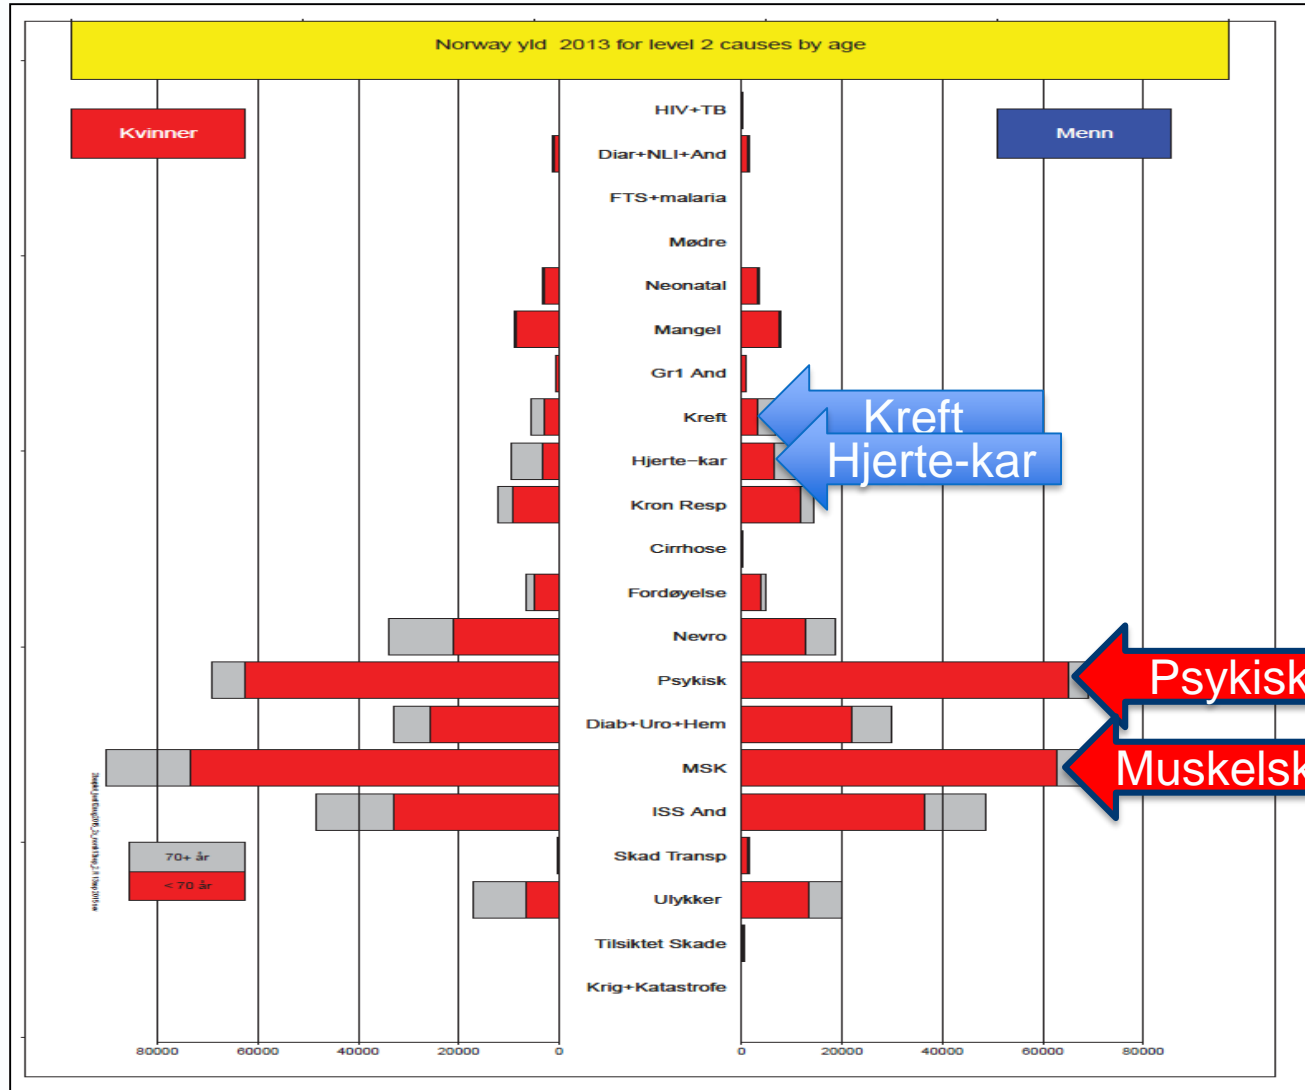 Norway yld 2013 for level 2 causes by age
Kvinner
Menn
HIV+TB
Diar+NLI+And
FTS+malaria
Mødre
Neonatal
Mangel
Gr1 And
Kreft
Kreft
Hjerte−kar
Hjerte-kar
Kron Resp
Cirrhose
Fordøyelse
Nevro
Psykisk
Psykisk
Diab+Uro+Hem
MSK
Muskelsk
ISS And
Skad Transp
70+ år
< 70 år
Ulykker
Tilsiktet Skade
Krig+Katastrofe
80000 60000 40000 20000 0 0 20000 40000 60000 80000